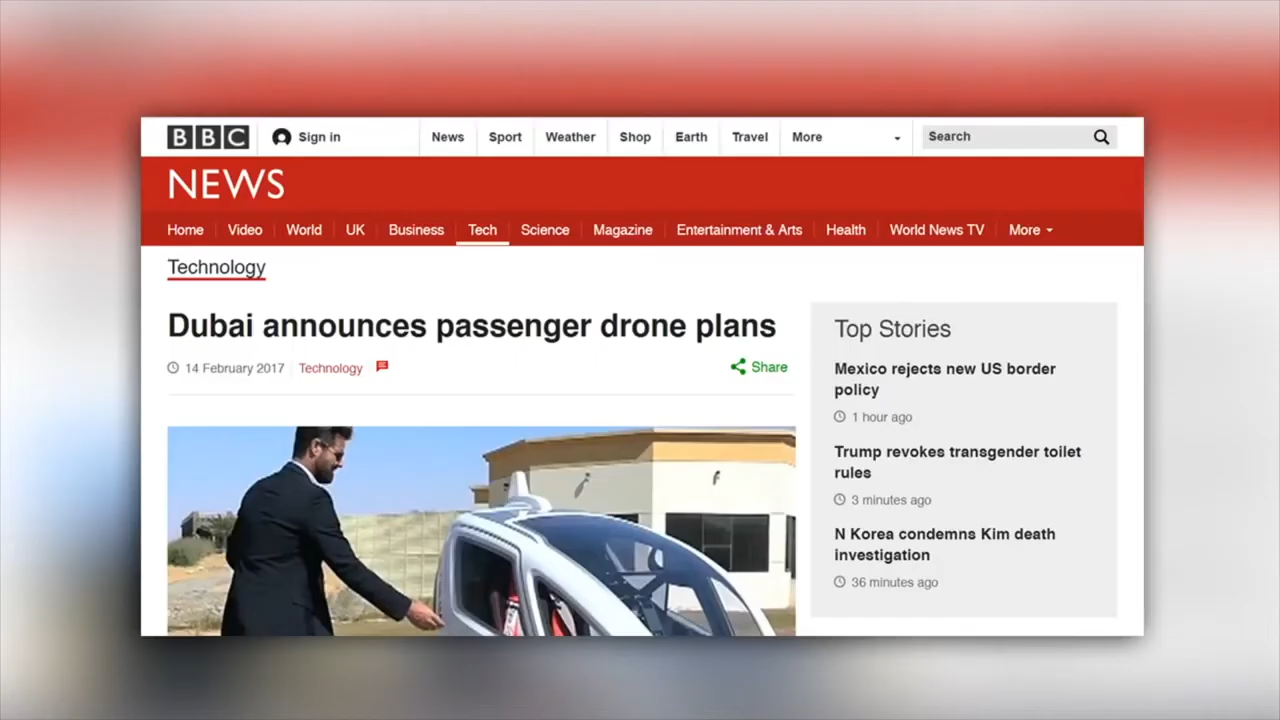 BBC Sign in News Sport Weather Shop Earth Travel More Search
NEWS
Home Video World UK Business Tech Science Magazine Entertainment & Arts Health World News TV More
Technology
Dubai announces passenger drone plans
14 February 2017 Technology Share
Top Stories
Mexico rejects new US border
policy
1 hour ago
Trump revokes transgender toilet
rules
3 minutes ago
N Korea condemns Kim death
investigation
36 minutes ago